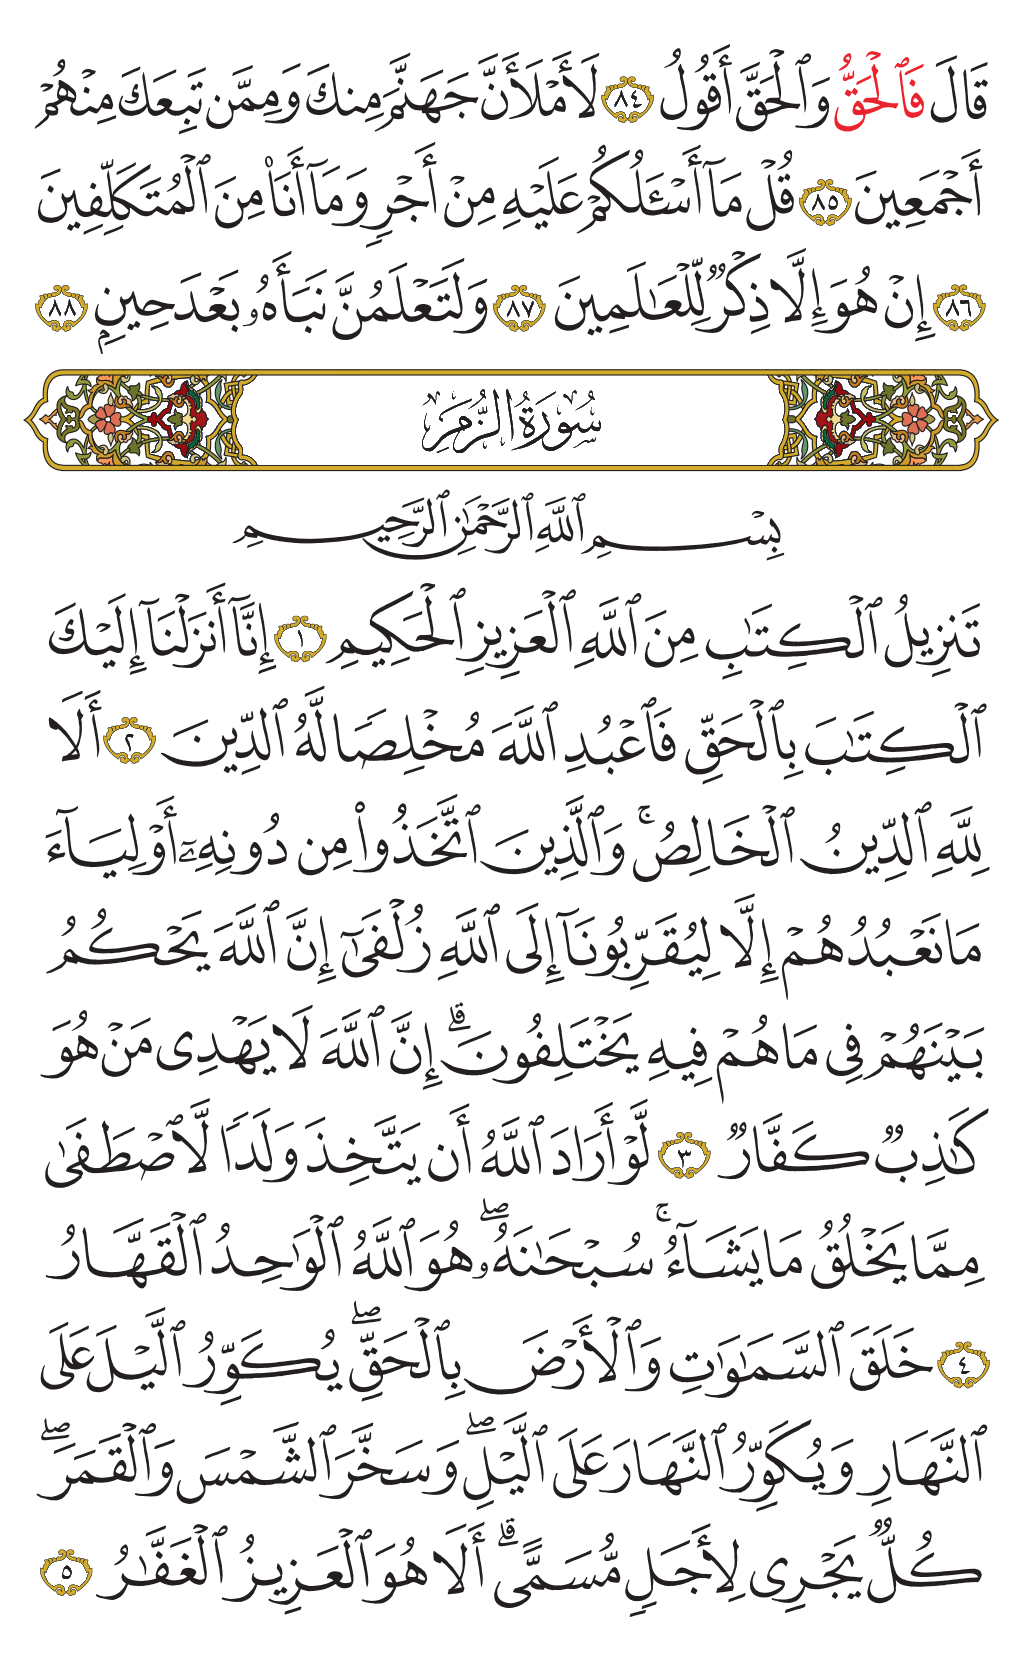 قَالَ فَٱلْحَقُّ وَٱلْحَقَّ أَقُولُ ٨٤ لَأَمْلَأَنَّ جَهَنَّمَ مِنكَ وَمِمَّن تَبِعَكَ مِنْهُمْ
أَجْمَعِينَ ٨٥ قُلْ مَآ أَسْـَٔلُكُمْ عَلَيْهِ مِنْ أَجْرٍ وَمَآ أَنَا۠ مِنَ ٱلْمُتَكَلِّفِينَ
٨٦ إِنْ هُوَ إِلَّا ذِكْرٌ لِّلْعَـٰلَمِينَ ٨٧ وَلَتَعْلَمُنَّ نَبَأَهُۥ بَعْدَ حِينٍۭ ٨٨
سُورَةُ الزُّمَرِ
بِسْمِ ٱللَّهِ ٱلرَّحْمَـٰنِ ٱلرَّحِيمِ
تَنزِيلُ ٱلْكِتَـٰبِ مِنَ ٱللَّهِ ٱلْعَزِيزِ ٱلْحَكِيمِ ١ إِنَّآ أَنزَلْنَآ إِلَيْكَ
ٱلْكِتَـٰبَ بِٱلْحَقِّ فَٱعْبُدِ ٱللَّهَ مُخْلِصًا لَّهُ ٱلدِّينَ ٢ أَلَا
لِلَّهِ ٱلدِّينُ ٱلْخَالِصُ ۚ وَٱلَّذِينَ ٱتَّخَذُوا۟ مِن دُونِهِۦٓ أَوْلِيَآءَ
مَا نَعْبُدُهُمْ إِلَّا لِيُقَرِّبُونَآ إِلَى ٱللَّهِ زُلْفَىٰٓ إِنَّ ٱللَّهَ يَحْكُمُ
بَيْنَهُمْ فِى مَا هُمْ فِيهِ يَخْتَلِفُونَ ۗ إِنَّ ٱللَّهَ لَا يَهْدِى مَنْ هُوَ
كَـٰذِبٌ كَفَّارٌ ٣ لَّوْ أَرَادَ ٱللَّهُ أَن يَتَّخِذَ وَلَدًا لَّٱصْطَفَىٰ
مِمَّا يَخْلُقُ مَا يَشَآءُ ۚ سُبْحَـٰنَهُۥ ۖ هُوَ ٱللَّهُ ٱلْوَٰحِدُ ٱلْقَهَّارُ
٤ خَلَقَ ٱلسَّمَـٰوَٰتِ وَٱلْأَرْضَ بِٱلْحَقِّ ۖ يُكَوِّرُ ٱلَّيْلَ عَلَى
ٱلنَّهَارِ وَيُكَوِّرُ ٱلنَّهَارَ عَلَى ٱلَّيْلِ ۖ وَسَخَّرَ ٱلشَّمْسَ وَٱلْقَمَرَ ۖ
كُلٌّ يَجْرِى لِأَجَلٍ مُّسَمًّى ۗ أَلَا هُوَ ٱلْعَزِيزُ ٱلْغَفَّـٰرُ ٥